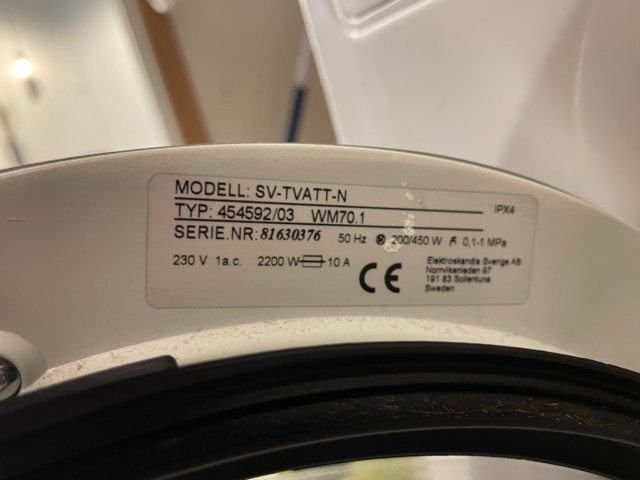 MODELL: SV-TVATT-N
TYP: 454592/03 WM70.1 IPX4
SERIE.NR: 81630376 50 Hz 200/450 W 0,1-1 MPa
230 V 1a.c. 2200 W 10 A
CE
Elektroskandia Sverige AB
Norrvikenleden 97
191 83 Sollentuna
Sweden